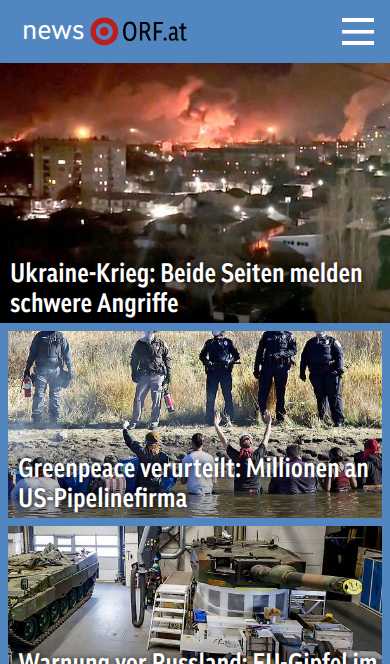 news ORF.at
Ukraine-Krieg: Beide Seiten melden
schwere Angriffe
Greenpeace verurteilt: Millionen an
US-Pipelinefirma
Warnung vor Russland: EU-Gipfel im